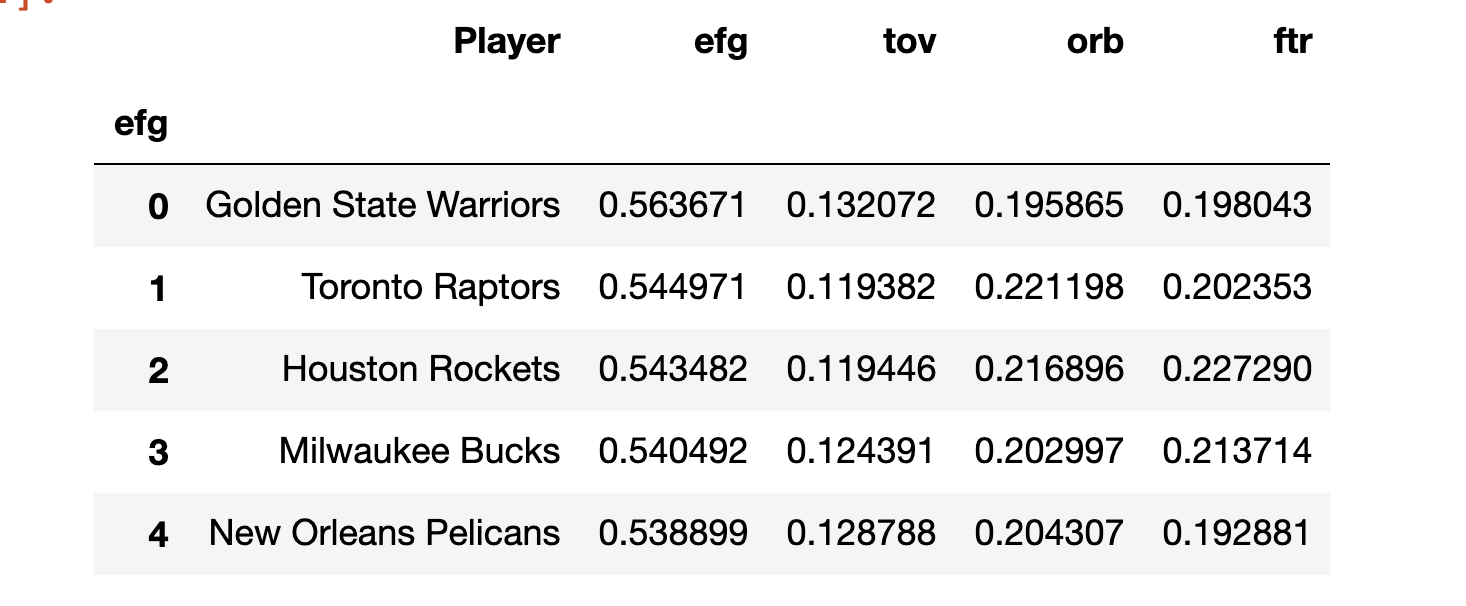 Player efg tov orb ftr
efg
0 Golden State Warriors 0.563671 0.132072 0.195865 0.198043
1 Toronto Raptors 0.544971 0.119382 0.221198 0.202353
2 Houston Rockets 0.543482 0.119446 0.216896 0.227290
3 Milwaukee Bucks 0.540492 0.124391 0.202997 0.213714
4 New Orleans Pelicans 0.538899 0.128788 0.204307 0.192881